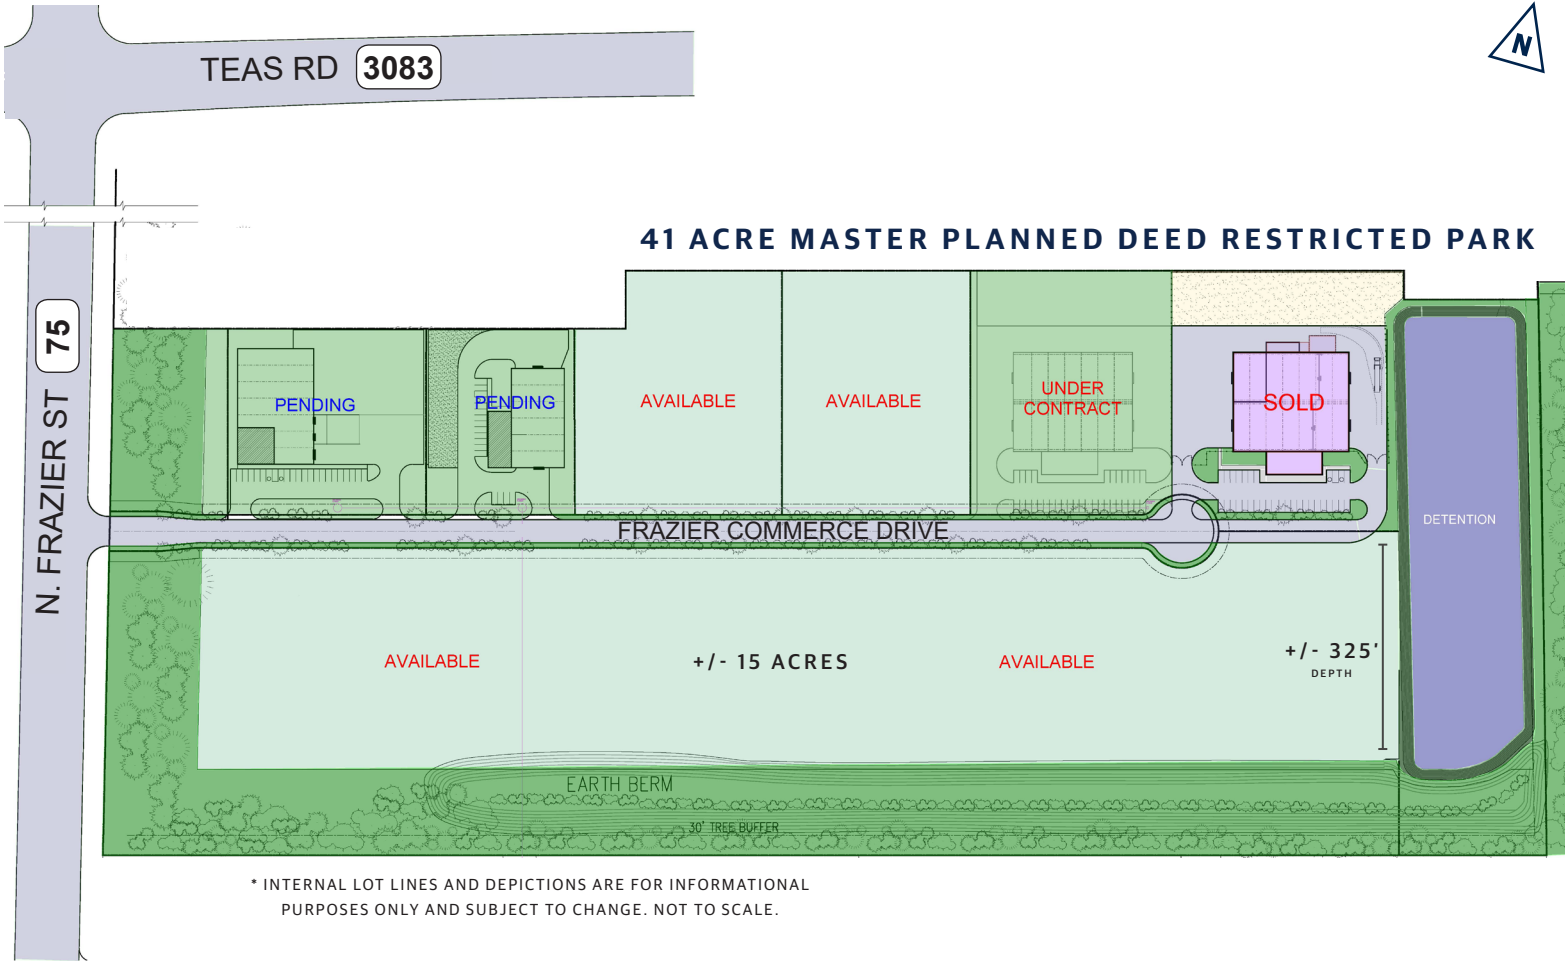 N
TEAS RD 3083
41 ACRE MASTER PLANNED DEED RESTRICTED PARK
75
N. FRAZIER ST
PENDING
PENDING
AVAILABLE
AVAILABLE
UNDER
CONTRACT
SOLD
FRAZIER COMMERCE DRIVE
DETENTION
AVAILABLE
+/- 15 ACRES
AVAILABLE
+/- 325'
DEPTH
EARTH BERM
30' TREE BUFFER
* INTERNAL LOT LINES AND DEPICTIONS ARE FOR INFORMATIONAL
PURPOSES ONLY AND SUBJECT TO CHANGE. NOT TO SCALE.